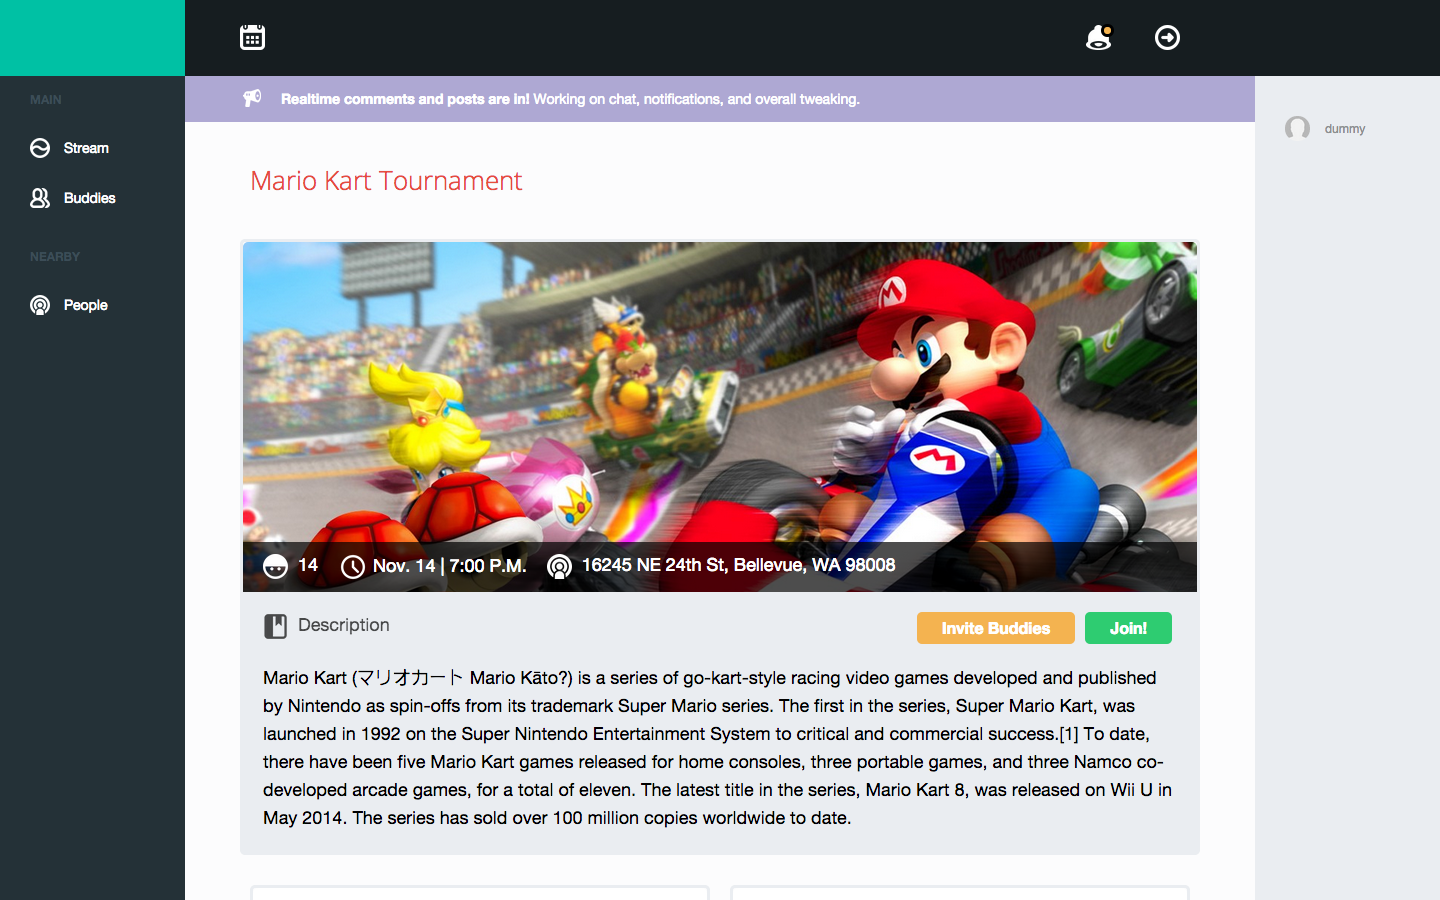 MAIN
Stream
Buddies
NEARBY
People
Realtime comments and posts are in! Working on chat, notifications, and overall tweaking.
dummy
Mario Kart Tournament
M
14
Nov. 14 | 7:00 P.M.
16245 NE 24th St, Bellevue, WA 98008
Description
Invite Buddies
Join!
Mario Kart (マリオカート Mario Kāto?) is a series of go-kart-style racing video games developed and published
by Nintendo as spin-offs from its trademark Super Mario series. The first in the series, Super Mario Kart, was
launched in 1992 on the Super Nintendo Entertainment System to critical and commercial success.[1] To date,
there have been five Mario Kart games released for home consoles, three portable games, and three Namco co-
developed arcade games, for a total of eleven. The latest title in the series, Mario Kart 8, was released on Wii U in
May 2014. The series has sold over 100 million copies worldwide to date.